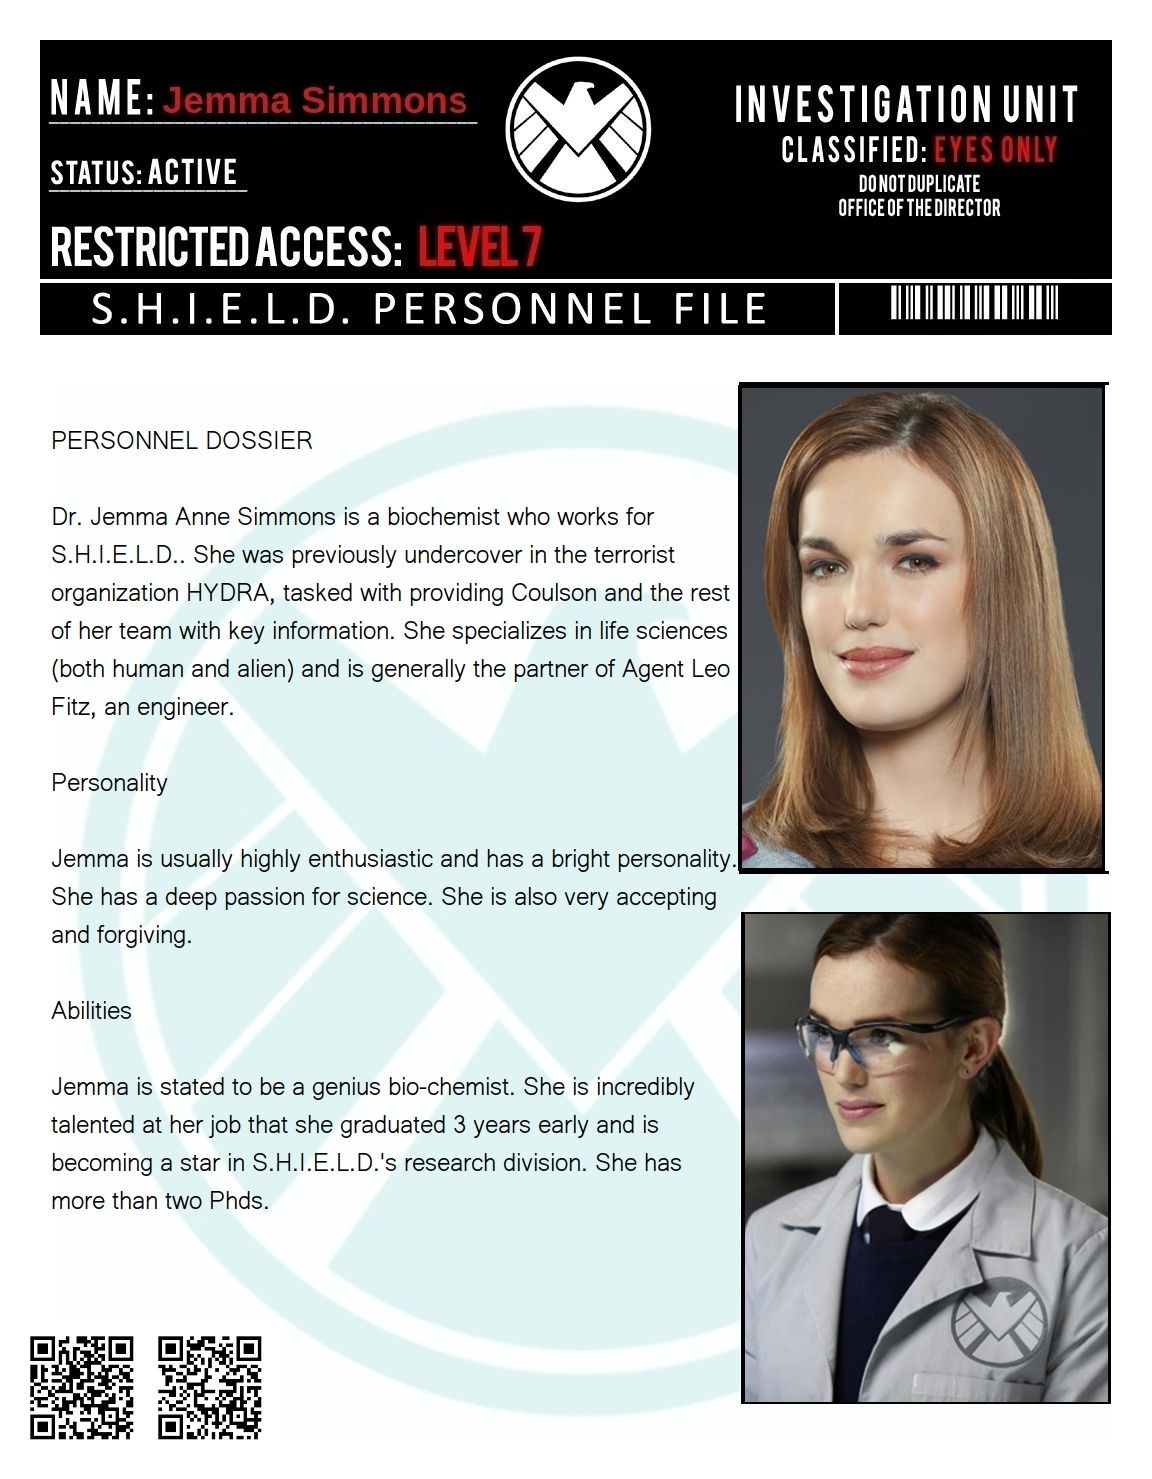 NAME: Jemma Simmons
STATUS: ACTIVE
RESTRICTED ACCESS: LEVEL 7
INVESTIGATION UNIT
CLASSIFIED: EYES ONLY
DO NOT DUPLICATE
OFFICE OF THE DIRECTOR
S.H.I.E.L.D. PERSONNEL FILE
PERSONNEL DOSSIER
Dr. Jemma Anne Simmons is a biochemist who works for
S.H.I.E.L.D.. She was previously undercover in the terrorist
organization HYDRA, tasked with providing Coulson and the rest
of her team with key information. She specializes in life sciences
(both human and alien) and is generally the partner of Agent Leo
Fitz, an engineer.
Personality
Jemma is usually highly enthusiastic and has a bright personality.
She has a deep passion for science. She is also very accepting
and forgiving.
Abilities
Jemma is stated to be a genius bio-chemist. She is incredibly
talented at her job that she graduated 3 years early and is
becoming a star in S.H.I.E.L.D.'s research division. She has
more than two Phds.